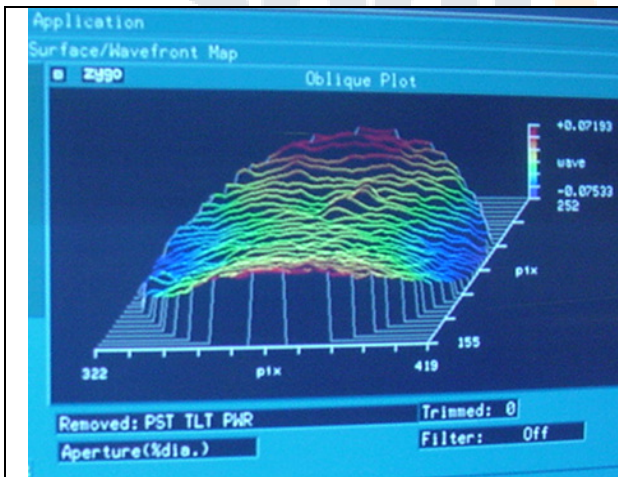 Application
Surface/Wavefront Map
zygo
Oblique Plot
+0.07193
wave
-0.07533
252
pix
155
322
pix
419
Removed: PST TLT PWR
Trimmed: 0
Aperture(%dia.)
Filter: Off